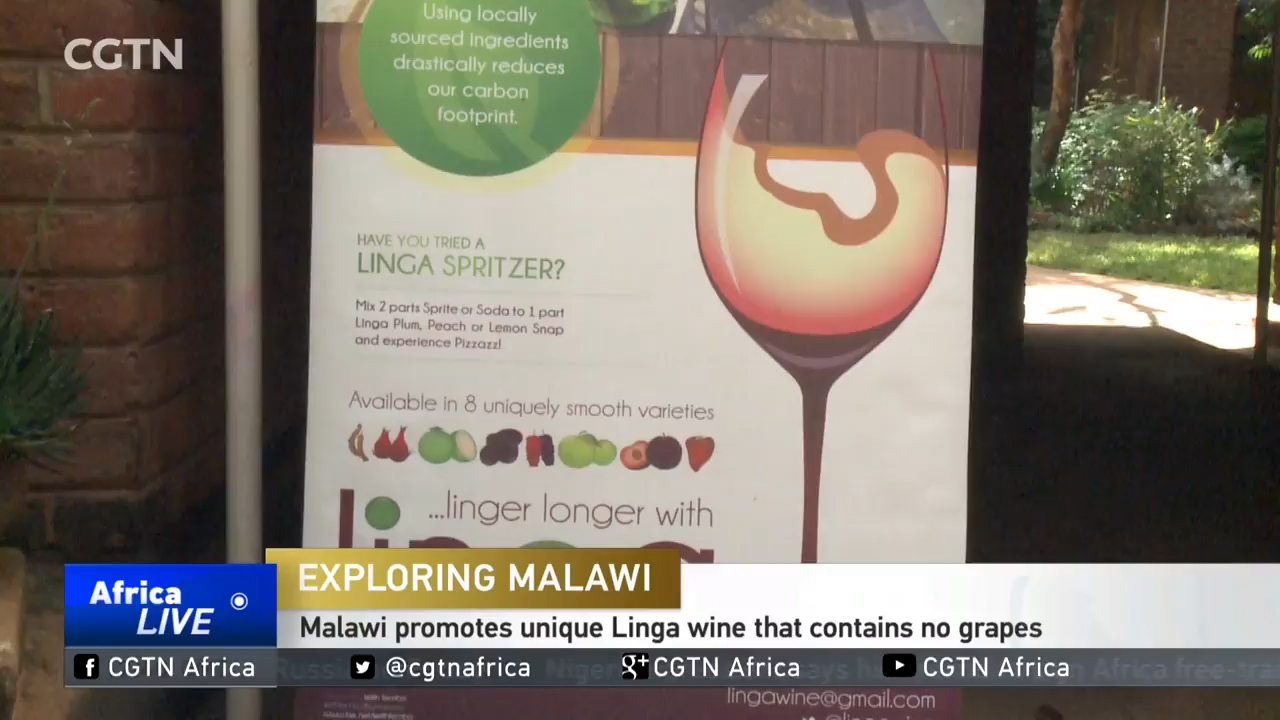 CGTN
Using locally
sourced ingredients
drastically reduces
our carbon
footprint.
HAVE YOU TRIED A
LINGA SPRITZER?
Mix 2 parts Sprite or Soda to 1 part
Linga Plum, Peach or Lemon Snap
and experience Pizzazz!
Available in 8 uniquely smooth varieties
...linger longer with
linga
EXPLORING MALAWI
Africa
LIVE
Malawi promotes unique Linga wine that contains no grapes
CGTN Africa
@cgtnafrica
CGTN Africa
CGTN Africa
lingawine@gmail.com